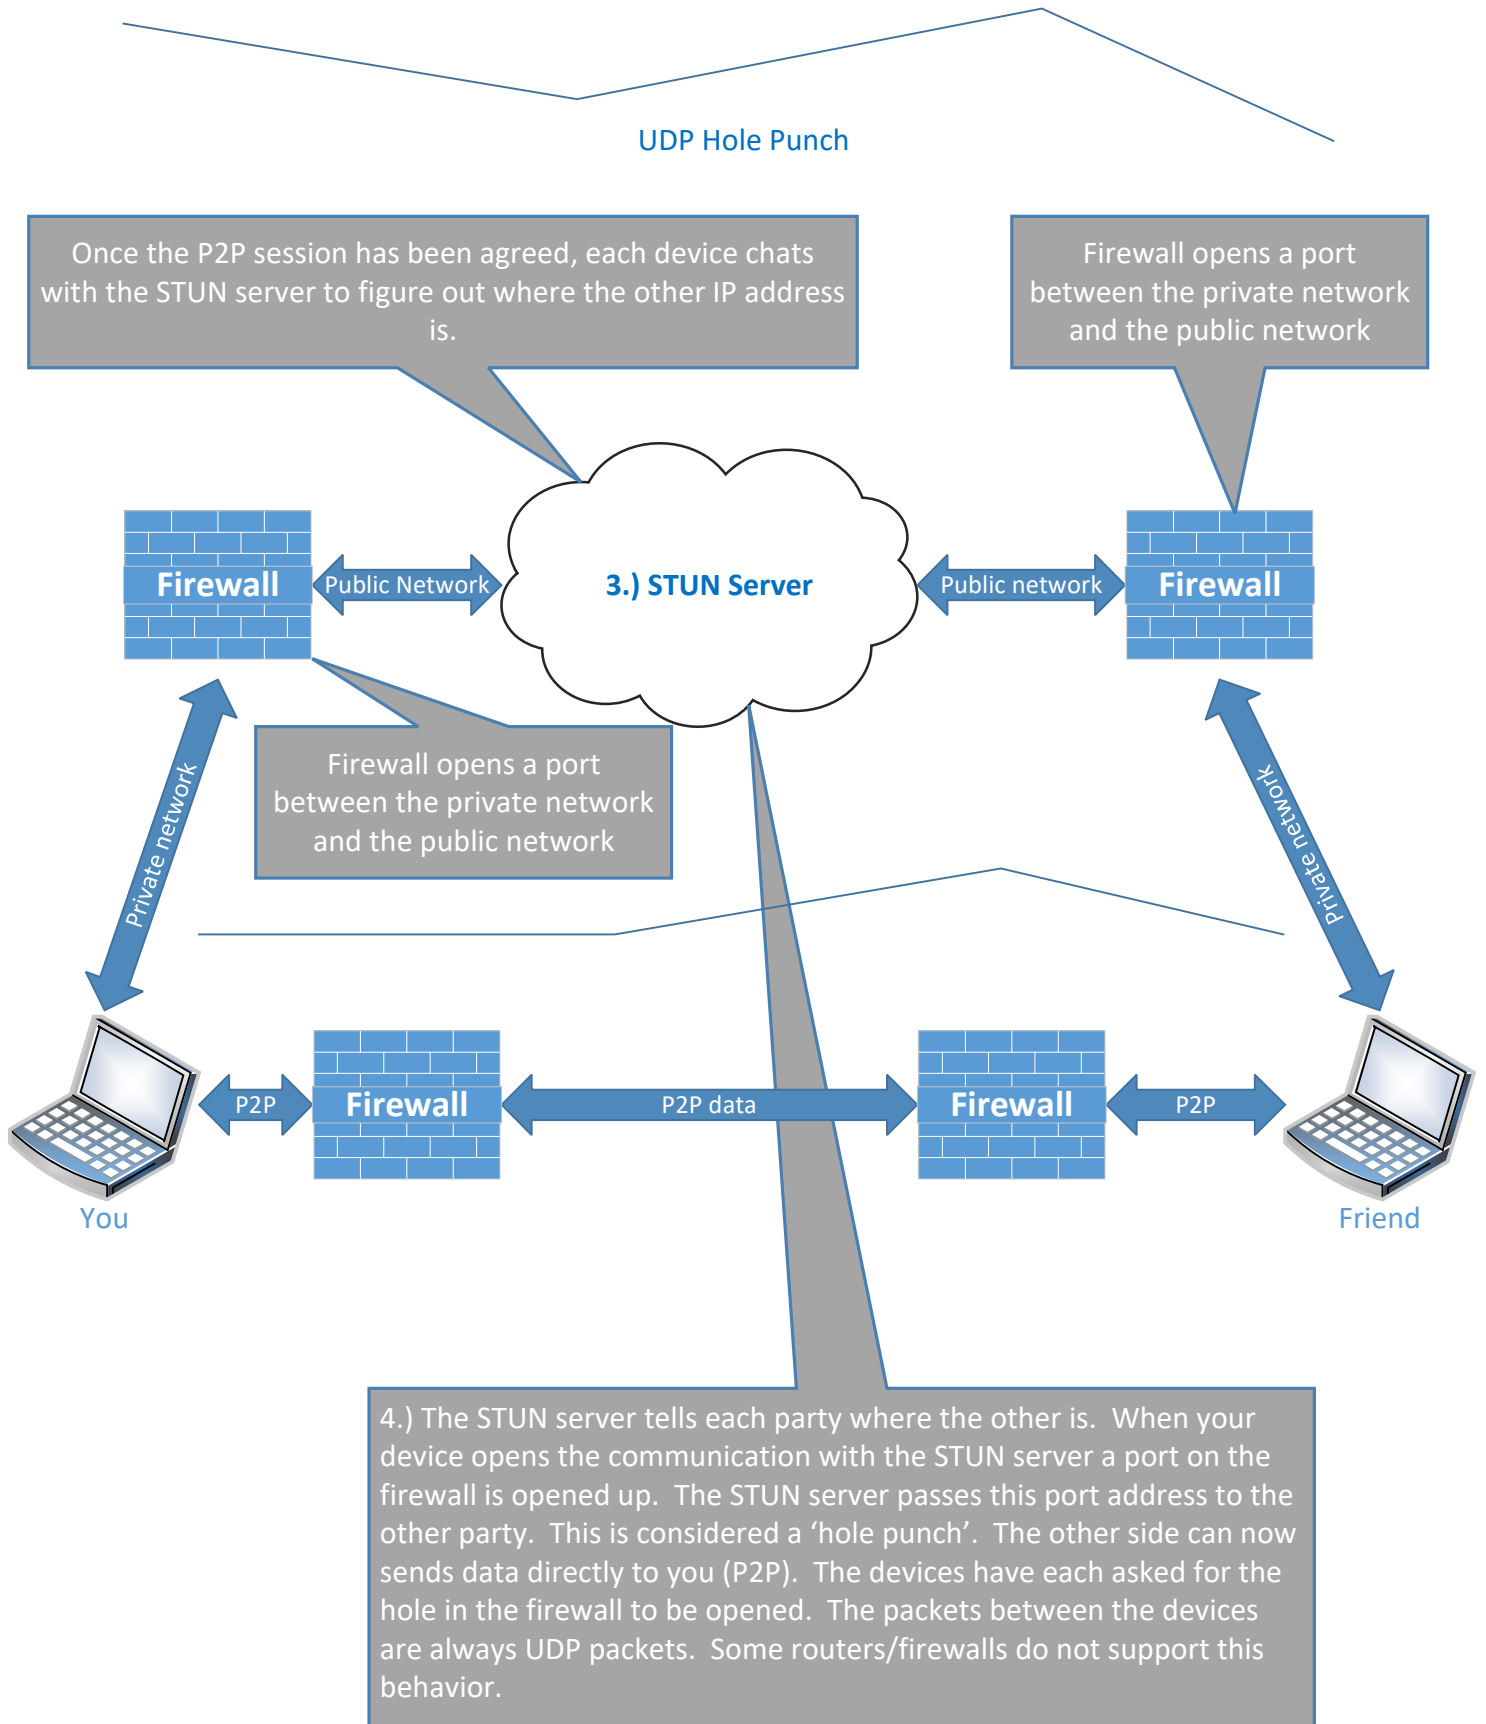 UDP Hole Punch
Once the P2P session has been agreed, each device chats
with the STUN server to figure out where the other IP address
is.
Firewall opens a port
between the private network
and the public network
Firewall
Public Network
3.) STUN Server
Public network
Firewall
Firewall opens a port
between the private network
and the public network
Private network
Private network
P2P
Firewall
P2P data
Firewall
P2P
You
Friend
4.) The STUN server tells each party where the other is.  When your
device opens the communication with the STUN server a port on the
firewall is opened up.  The STUN server passes this port address to the
other party.  This is considered a ‘hole punch’.  The other side can now
sends data directly to you (P2P).  The devices have each asked for the
hole in the firewall to be opened.  The packets between the devices
are always UDP packets.  Some routers/firewalls do not support this
behavior.